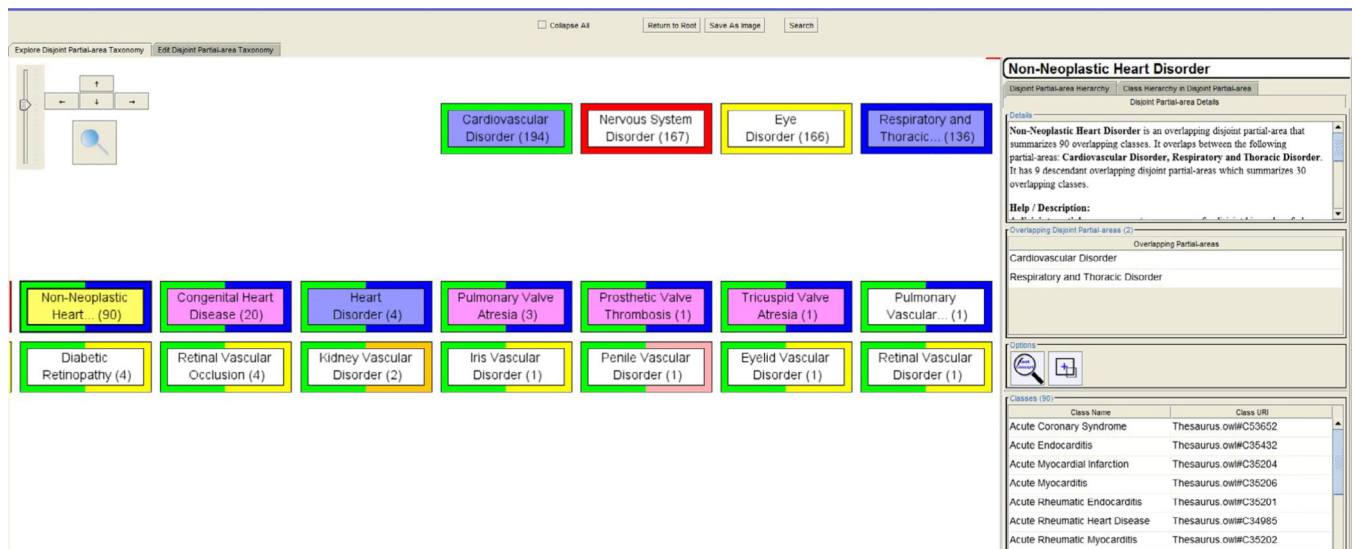 Collapse All
Return to Root
Save As Image
Search
Explore Disjoint Partial-area Taxonomy
Edit Disjoint Partial-area Taxonomy
Cardiovascular
Disorder (194)
Nervous System
Disorder (167)
Eye
Disorder (166)
Respiratory and
Thoracic... (136)
Non-Neoplastic
Heart... (90)
Congenital Heart
Disease (20)
Heart
Disorder (4)
Pulmonary Valve
Atresia (3)
Prosthetic Valve
Thrombosis (1)
Tricuspid Valve
Atresia (1)
Pulmonary
Vascular... (1)
Diabetic
Retinopathy (4)
Retinal Vascular
Occlusion (4)
Kidney Vascular
Disorder (2)
Iris Vascular
Disorder (1)
Penile Vascular
Disorder (1)
Eyelid Vascular
Disorder (1)
Retinal Vascular
Disorder (1)
Non-Neoplastic Heart Disorder
Disjoint Partial-area Hierarchy
Class Hierarchy in Disjoint Partial-area
Disjoint Partial-area Details
Details
Non-Neoplastic Heart Disorder is an overlapping disjoint partial-area that
summarizes 90 overlapping classes. It overlaps between the following
partial-areas: Cardiovascular Disorder, Respiratory and Thoracic Disorder.
It has 9 descendant overlapping disjoint partial-areas which summarizes 30
overlapping classes.
Help / Description:
Overlapping Disjoint Partial-areas (2)
Overlapping Partial-areas
Cardiovascular Disorder
Respiratory and Thoracic Disorder
Options
Classes (90)
Class Name Class URI
Acute Coronary Syndrome Thesaurus.owl#C53652
Acute Endocarditis Thesaurus.owl#C35432
Acute Myocardial Infarction Thesaurus.owl#C35204
Acute Myocarditis Thesaurus.owl#C35206
Acute Rheumatic Endocarditis Thesaurus.owl#C35201
Acute Rheumatic Heart Disease Thesaurus.owl#C34985
Acute Rheumatic Myocarditis Thesaurus.owl#C35202